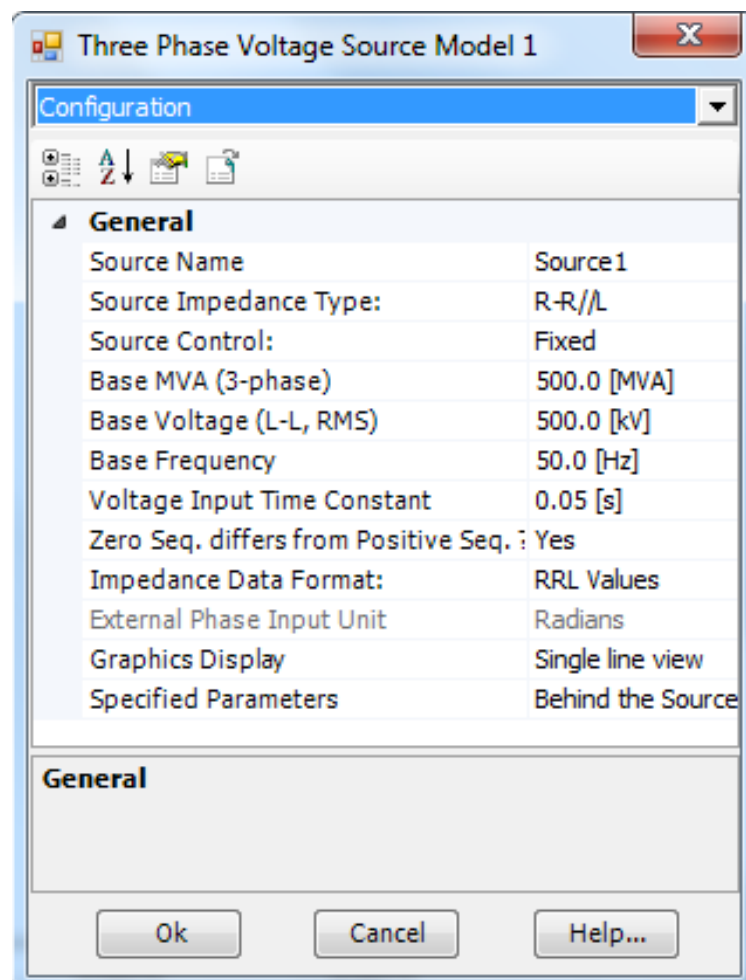 Three Phase Voltage Source Model 1
Configuration
General
Source Name Source1
Source Impedance Type: R-R//L
Source Control: Fixed
Base MVA (3-phase) 500.0 [MVA]
Base Voltage (L-L, RMS) 500.0 [kV]
Base Frequency 50.0 [Hz]
Voltage Input Time Constant 0.05 [s]
Zero Seq. differs from Positive Seq. ? Yes
Impedance Data Format: RRL Values
External Phase Input Unit Radians
Graphics Display Single line view
Specified Parameters Behind the Source
General
Ok Cancel Help...